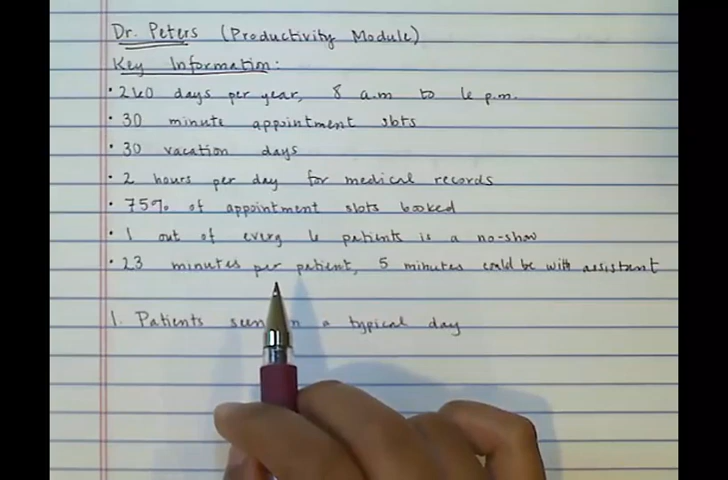 Dr. Peters (Productivity Module)
Key Information:
• 240 days per year, 8 a.m to 4 p.m.
• 30 minute appointment slots
• 30 vacation days
• 2 hours per day for medical records
• 75% of appointment slots booked
• 1 out of every 4 patients is a no-show
• 23 minutes per patient, 5 minutes could be with assistant
1. Patients seen in a typical day